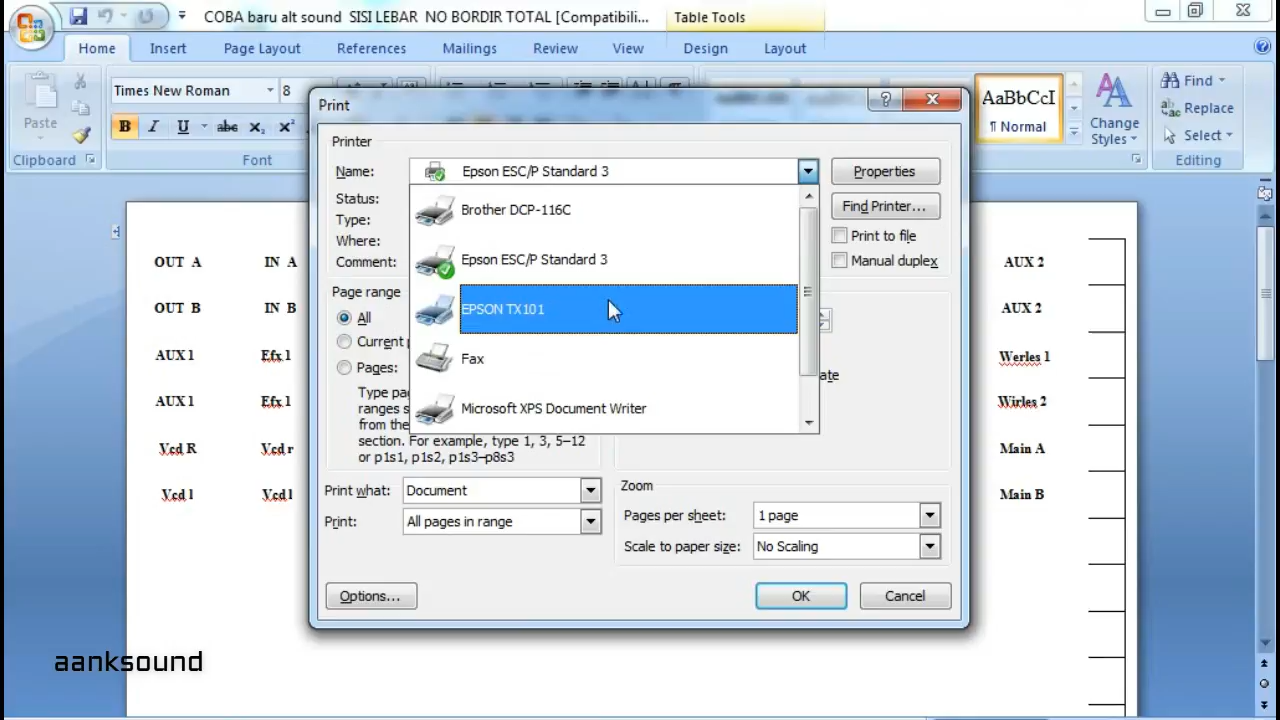 COBA baru alt sound  SISI LEBAR  NO BORDIR TOTAL [Compatibili...
Table Tools
Home
Insert
Page Layout
References
Mailings
Review
View
Design
Layout
Times New Roman
8
Find
Replace
Select
Paste
B I U abc x₂ x²
AaBbCcI
¶ Normal
Change
Styles
Clipboard
Font
Editing
Print
Printer
Name:
Epson ESC/P Standard 3
Properties
Status:
Type:
Where:
Comment:
Brother DCP-116C
Epson ESC/P Standard 3
EPSON TX101
Fax
Microsoft XPS Document Writer
Find Printer...
Print to file
Manual duplex
Page range
All
Pages:
ranges s
from the
section. For example, type 1, 3, 5–12
or p1s1, p1s2, p1s3–p8s3
Print what:
Document
Print:
All pages in range
Zoom
Pages per sheet:
1 page
Scale to paper size:
No Scaling
Options...
OK
Cancel
OUT A IN A AUX 2
OUT B IN B AUX 2
AUX 1 Efx 1 Werles 1
AUX 1 Efx 1 Wirles 2
Vcd R Vcd r Main A
Vcd l Vcd l Main B
aanksound